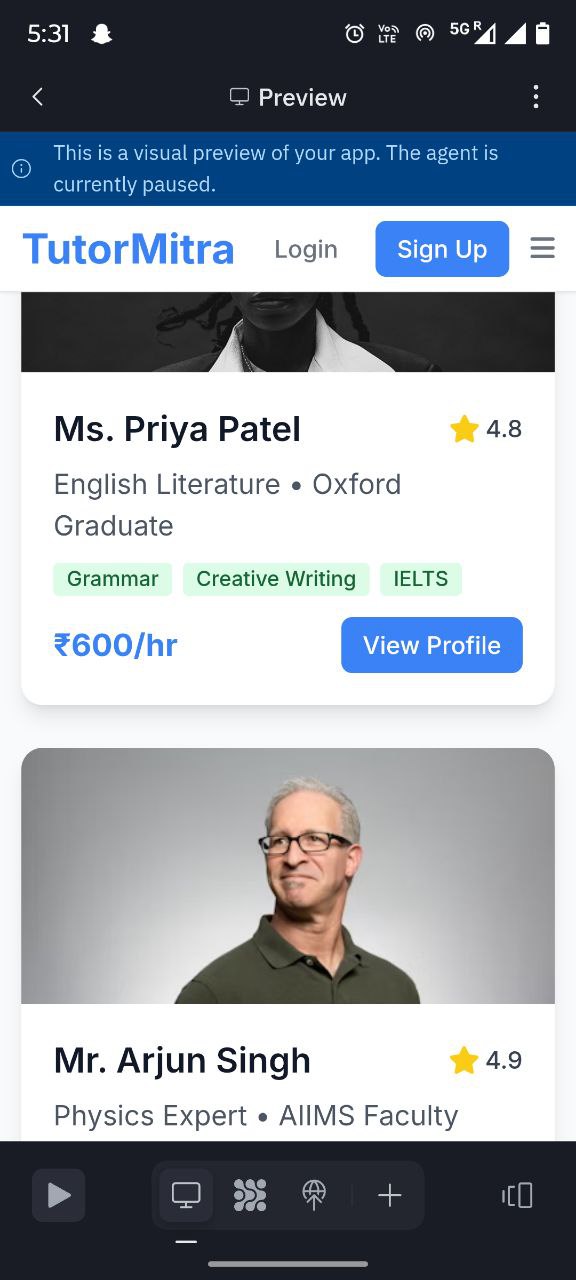 5:31
Vo)) LTE
5G R
Preview
This is a visual preview of your app. The agent is
currently paused.
TutorMitra
Login
Sign Up
Ms. Priya Patel
4.8
English Literature • Oxford
Graduate
Grammar
Creative Writing
IELTS
₹600/hr
View Profile
Mr. Arjun Singh
4.9
Physics Expert • AIIMS Faculty